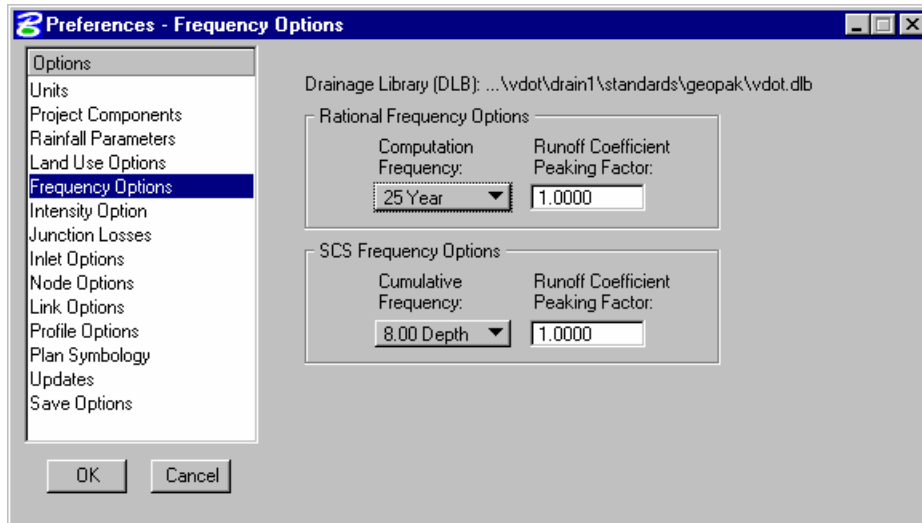 Preferences - Frequency Options
Options
Units
Project Components
Rainfall Parameters
Land Use Options
Frequency Options
Intensity Option
Junction Losses
Inlet Options
Node Options
Link Options
Profile Options
Plan Symbology
Updates
Save Options
OK
Cancel
Drainage Library (DLB): ...\vdot\drain1\standards\geopak\vdot.dlb
Rational Frequency Options
Computation
Frequency:
25 Year
Runoff Coefficient
Peaking Factor:
1.0000
SCS Frequency Options
Cumulative
Frequency:
8.00 Depth
Runoff Coefficient
Peaking Factor:
1.0000